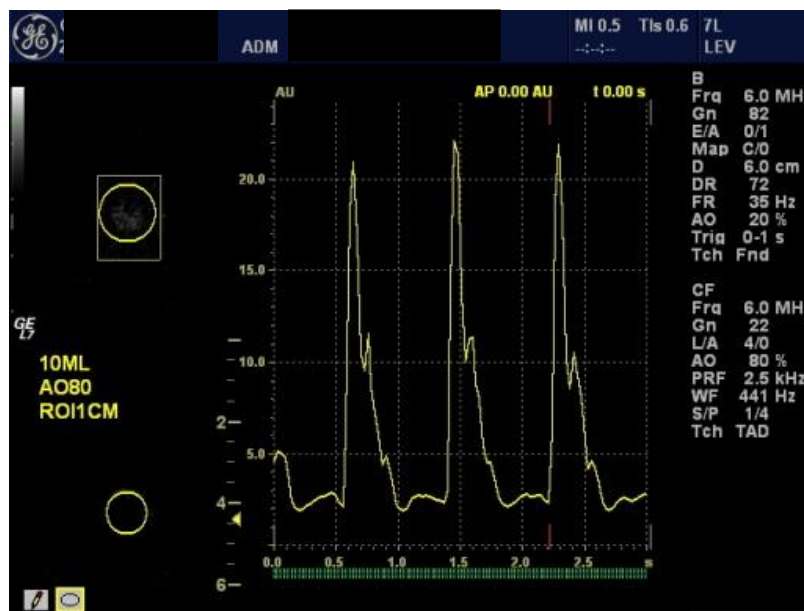 GE
ADM
MI 0.5 TIs 0.6 7L
--:--:-- LEV
AU AP 0.00 AU t 0.00 s
20.0
15.0
10.0
5.0
0.0 0.5 1.0 1.5 2.0 2.5 s
2
4
6
GE
L7
10ML
AO80
ROI1CM
B
Frq 6.0 MH
Gn 82
E/A 0/1
Map C/0
D 6.0 cm
DR 72
FR 35 Hz
AO 20 %
Trig 0-1 s
Tch Fnd
CF
Frq 6.0 MH
Gn 22
L/A 4/0
AO 80 %
PRF 2.5 kHz
WF 441 Hz
S/P 1/4
Tch TAD